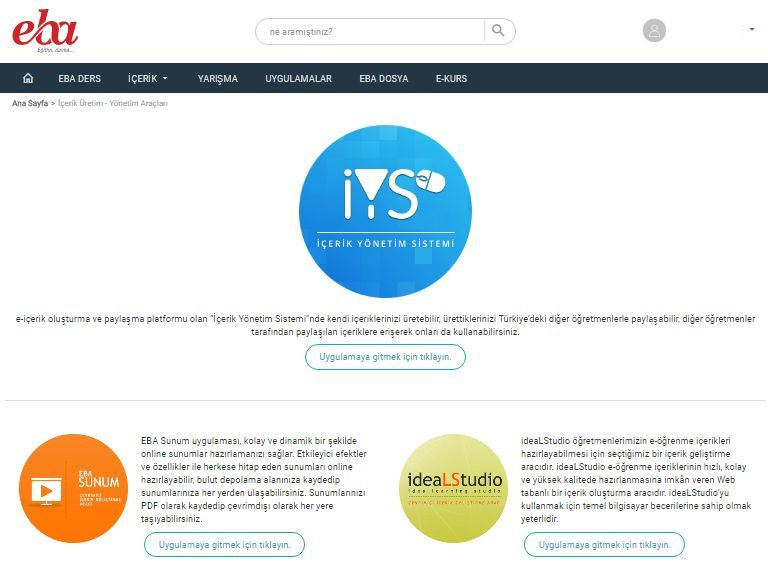 eba
Eğitim, daima...
ne aramıştınız?
EBA DERS İÇERİK YARIŞMA UYGULAMALAR EBA DOSYA E-KURS
Ana Sayfa > İçerik Üretim - Yönetim Araçları
iYS
İÇERİK YÖNETİM SİSTEMİ
e-içerik oluşturma ve paylaşma platformu olan "İçerik Yönetim Sistemi"nde kendi içeriklerinizi üretebilir, ürettiklerinizi Türkiye'deki diğer öğretmenlerle paylaşabilir, diğer öğretmenler
tarafından paylaşılan içeriklere erişerek onları da kullanabilirsiniz.
Uygulamaya gitmek için tıklayın.
EBA
SUNUM
EBA Sunum uygulaması, kolay ve dinamik bir şekilde
online sunumlar hazırlamanızı sağlar. Etkileyici efektler
ve özellikler ile herkese hitap eden sunumları online
hazırlayabilir, bulut depolama alanınıza kaydedip
sunumlarınıza her yerden ulaşabilirsiniz. Sunumlarınızı
PDF olarak kaydedip çevrimdışı olarak her yere
taşıyabilirsiniz.
Uygulamaya gitmek için tıklayın.
ideaLStudio
idea learning studio
ideaLStudio öğretmenlerimizin e-öğrenme içerikleri
hazırlayabilmesi için seçtiğimiz bir içerik geliştirme
aracıdır. ideaLStudio e-öğrenme içeriklerinin hızlı, kolay
ve yüksek kalitede hazırlanmasına imkân veren Web
tabanlı bir içerik oluşturma aracıdır. ideaLStudio'yu
kullanmak için temel bilgisayar becerilerine sahip olmak
yeterlidir.
Uygulamaya gitmek için tıklayın.